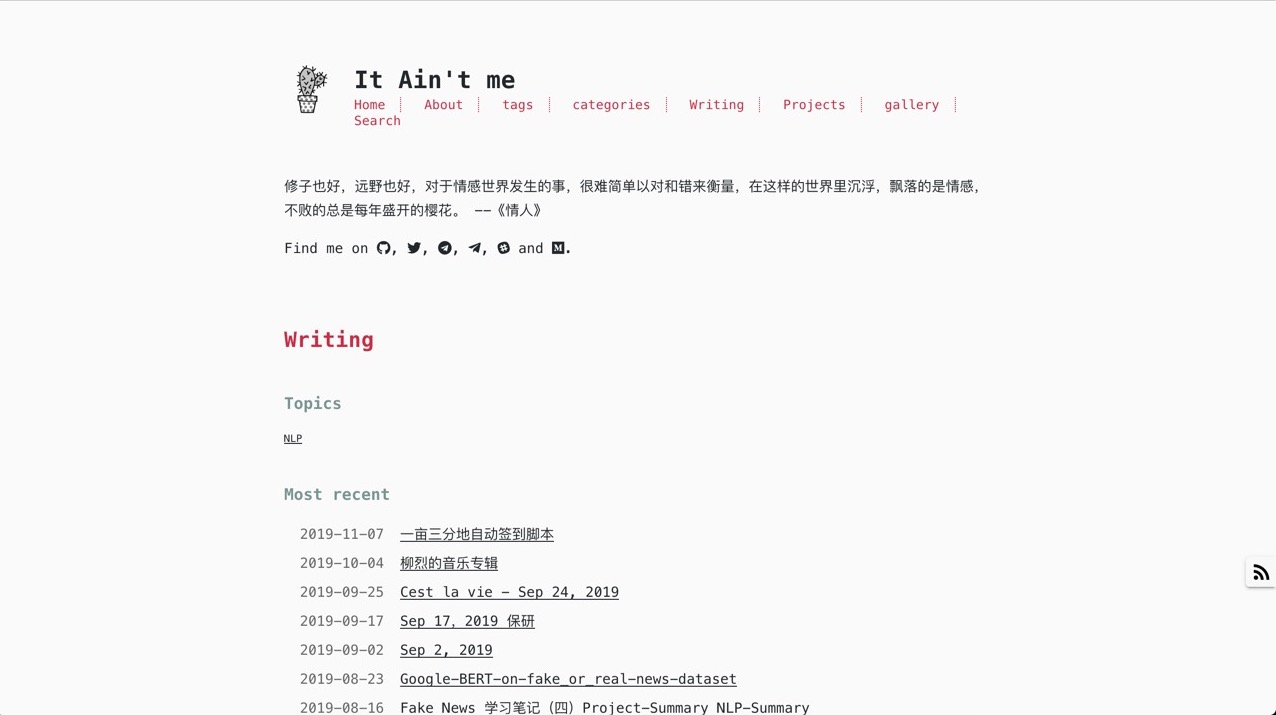 It Ain't me
Home About tags categories Writing Projects gallery
Search
修子也好，远野也好，对于情感世界发生的事，很难简单以对和错来衡量，在这样的世界里沉浮，飘落的是情感，
不败的总是每年盛开的樱花。 --《情人》
Find me on , , , , and .
Writing
Topics
NLP
Most recent
2019-11-07 一亩三分地自动签到脚本
2019-10-04 柳烈的音乐专辑
2019-09-25 Cest la vie - Sep 24, 2019
2019-09-17 Sep 17, 2019 保研
2019-09-02 Sep 2, 2019
2019-08-23 Google-BERT-on-fake_or_real-news-dataset
2019-08-16 Fake News 学习笔记（四）Project-Summary NLP-Summary